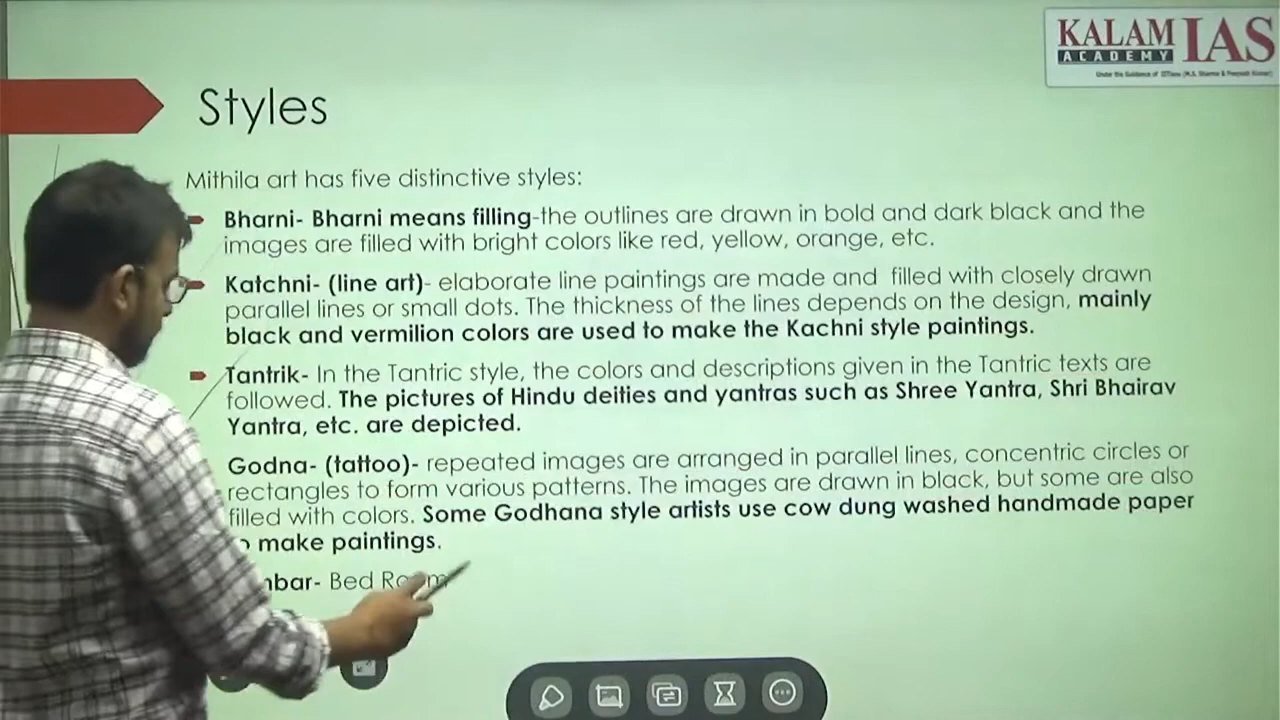 KALAM IAS
ACADEMY
Styles
Mithila art has five distinctive styles:
Bharni- Bharni means filling-the outlines are drawn in bold and dark black and the
images are filled with bright colors like red, yellow, orange, etc.
Katchni- (line art)- elaborate line paintings are made and filled with closely drawn
parallel lines or small dots. The thickness of the lines depends on the design, mainly
black and vermilion colors are used to make the Kachni style paintings.
Tantrik- In the Tantric style, the colors and descriptions given in the Tantric texts are
followed. The pictures of Hindu deities and yantras such as Shree Yantra, Shri Bhairav
Yantra, etc. are depicted.
Godna- (tattoo)- repeated images are arranged in parallel lines, concentric circles or
rectangles to form various patterns. The images are drawn in black, but some are also
filled with colors. Some Godhana style artists use cow dung washed handmade paper
make paintings.
Bed